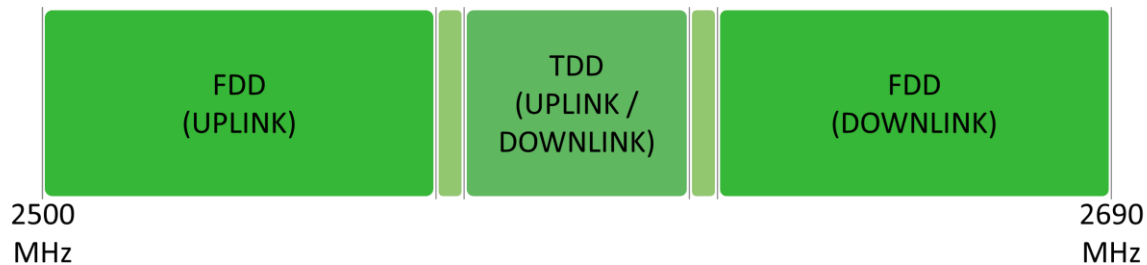 FDD
(UPLINK)
TDD
(UPLINK /
DOWNLINK)
FDD
(DOWNLINK)
2500
MHz
2690
MHz